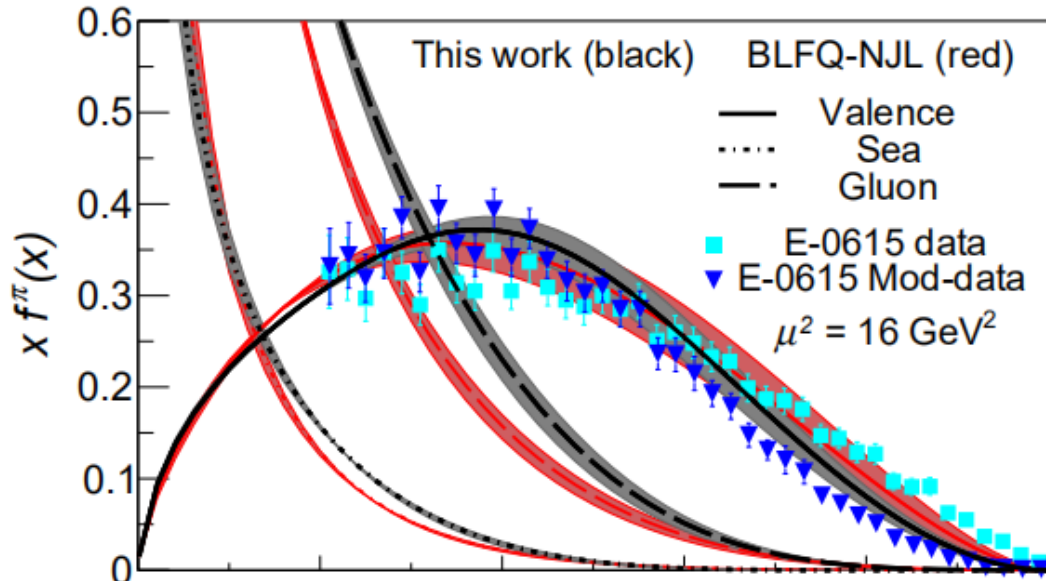 0.6
This work (black) BLFQ-NJL (red)
0.5
Valence
Sea
Gluon
0.4
E-0615 data
E-0615 Mod-data
0.3
μ² = 16 GeV²
0.2
0.1
0
x f^π(x)